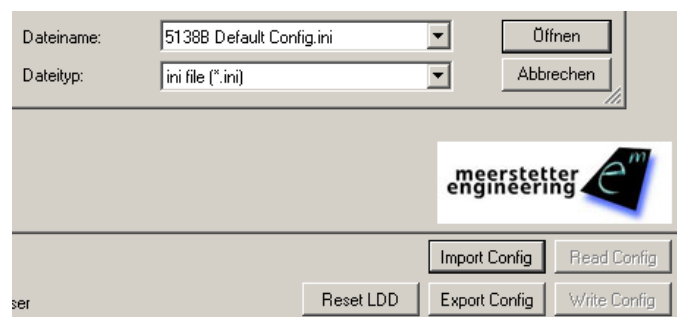 Dateiname: 5138B Default Config.ini Öffnen
Dateityp: ini file (*.ini) Abbrechen
meerstetter
engineering
em
Import Config Read Config
ser Reset LDD Export Config Write Config